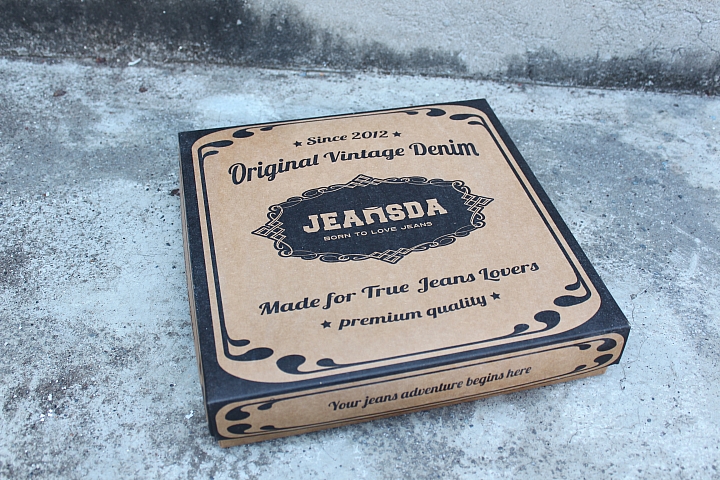 ★ Since 2012 ★
Original Vintage Denim
JEAÑSDA
BORN TO LOVE JEANS
Made for True Jeans Lovers
★ premium quality ★
Your jeans adventure begins here